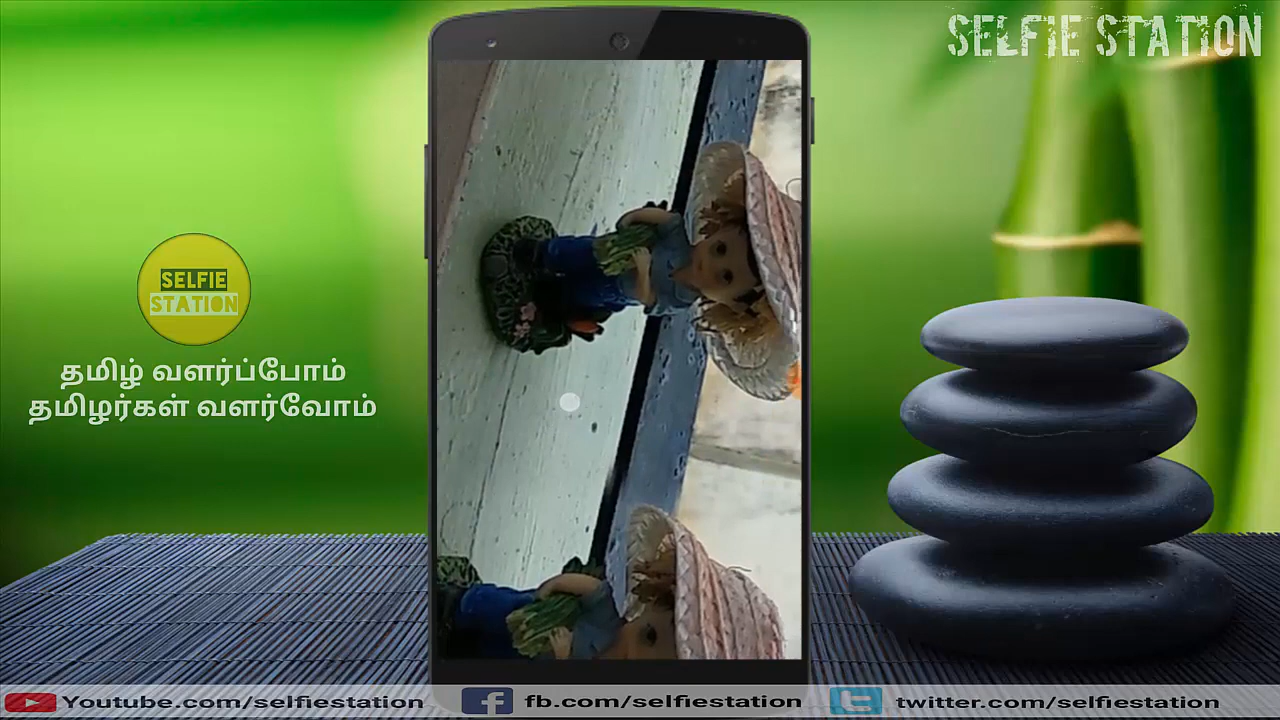 SELFIE STATION
SELFIE
STATION
தமிழ் வளர்ப்போம்
தமிழர்கள் வளர்வோம்
Youtube.com/selfiestation
fb.com/selfiestation
twitter.com/selfiestation